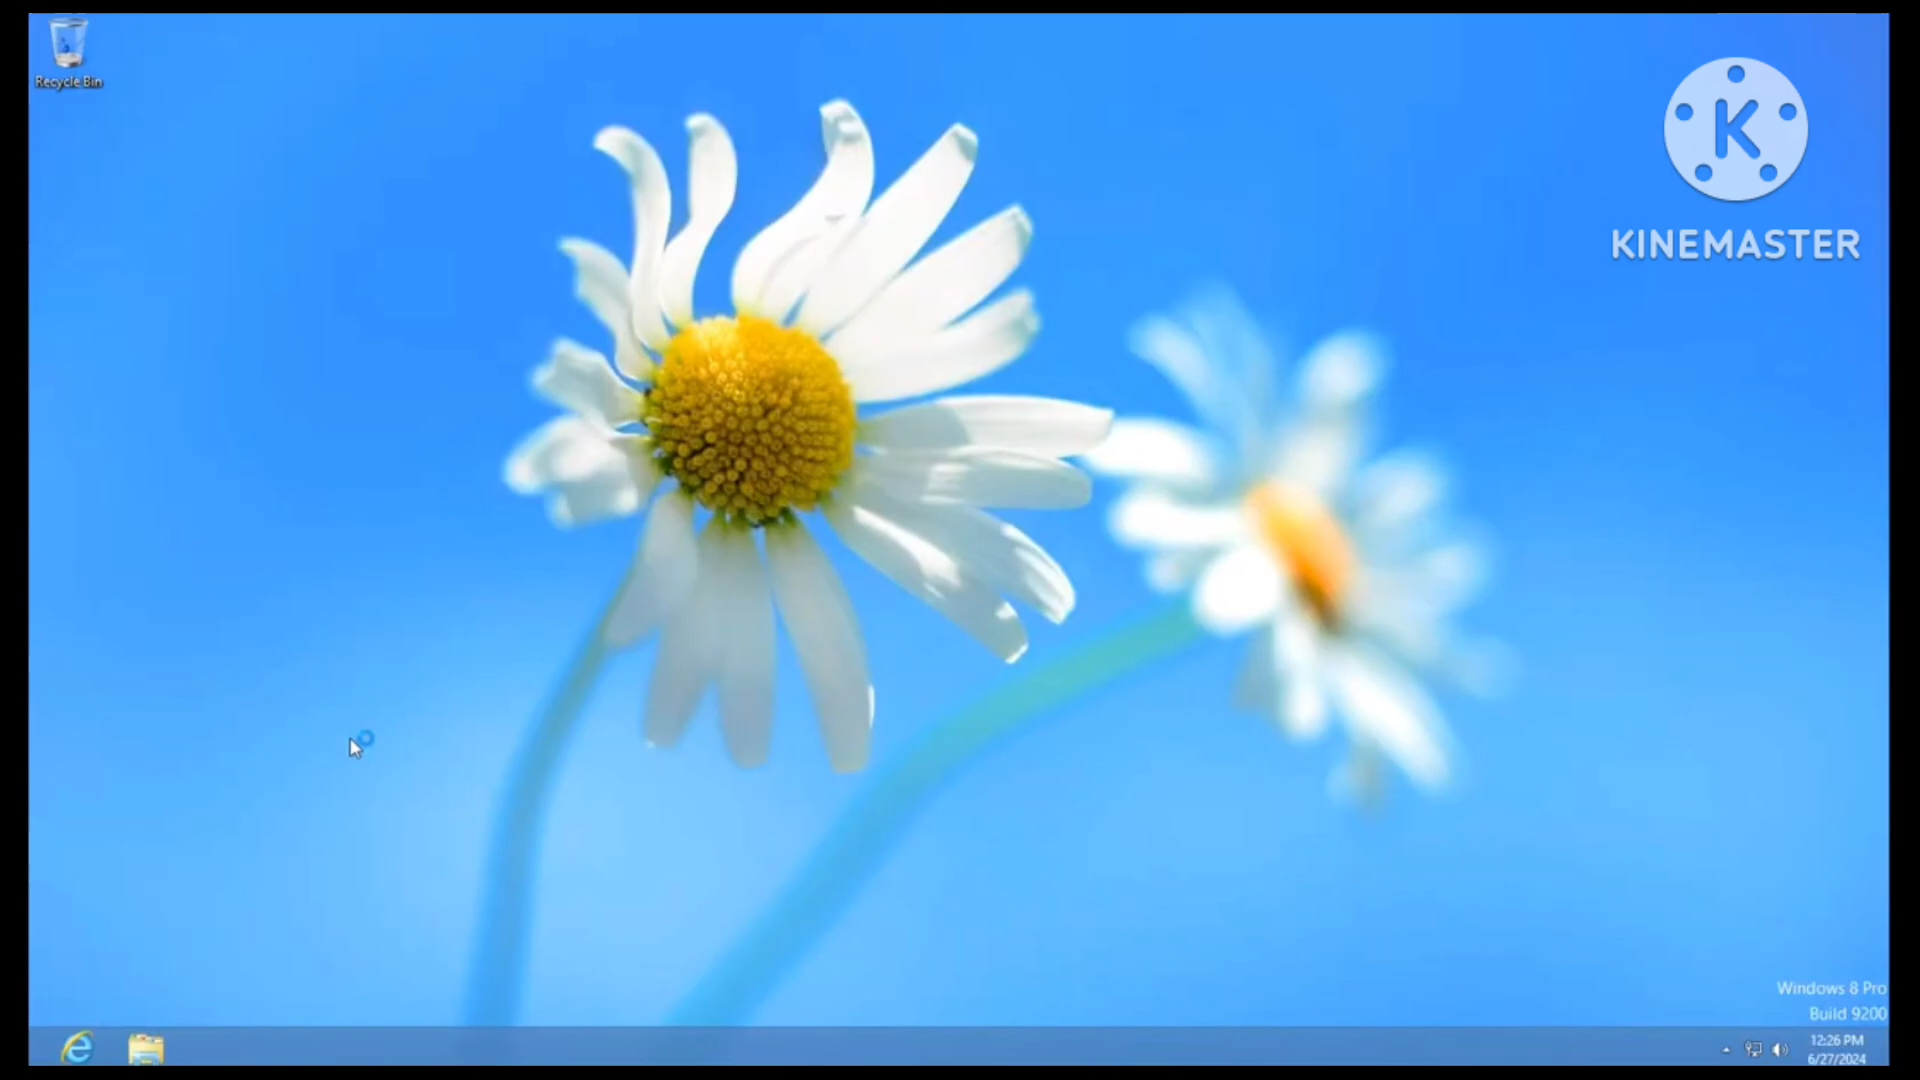 Recycle Bin
K
KINEMASTER
Windows 8 Pro
Build 9200
12:26 PM
6/27/2024